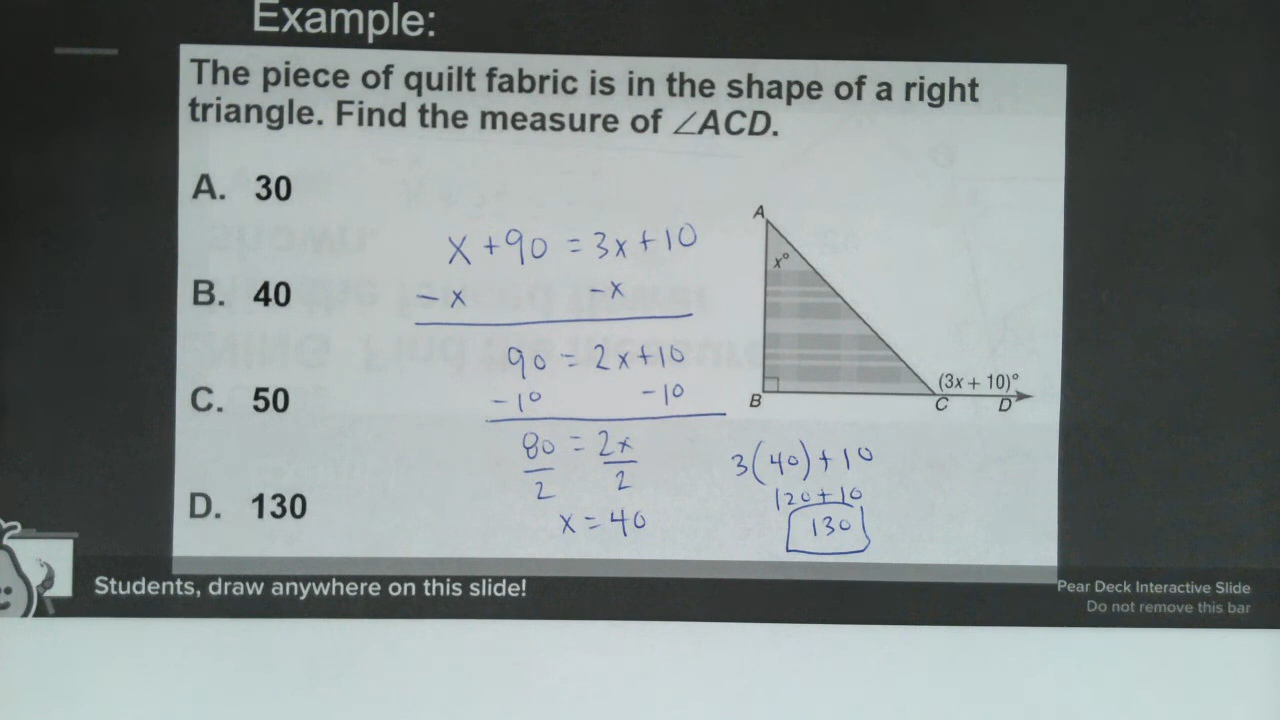 Example:
The piece of quilt fabric is in the shape of a right
triangle. Find the measure of ∠ACD.
A. 30
B. 40
C. 50
D. 130
x + 90 = 3x + 10
- x -x
90 = 2x + 10
-10 -10
80 = 2x
2 2
x = 40
A
x°
B
(3x + 10)°
C D
3(40) + 10
120 + 10
130
Students, draw anywhere on this slide!
Pear Deck Interactive Slide
Do not remove this bar